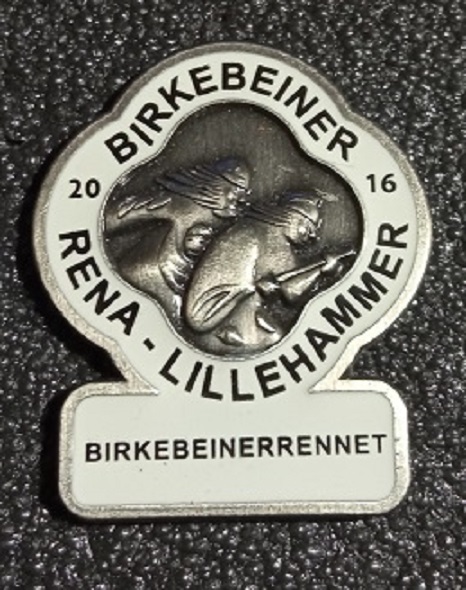 BIRKEBEINER
20 16
RENA - LILLEHAMMER
BIRKEBEINERRENNET